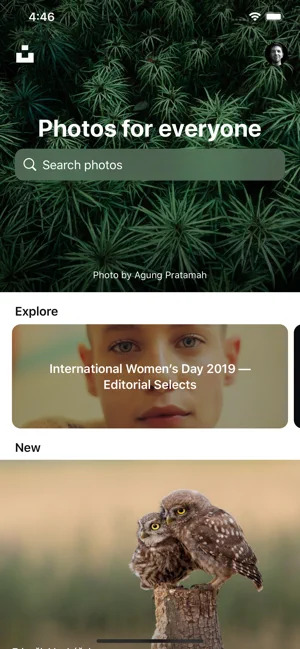 4:46
Photos for everyone
Search photos
Photo by Agung Pratamah
Explore
International Women's Day 2019 —
Editorial Selects
New